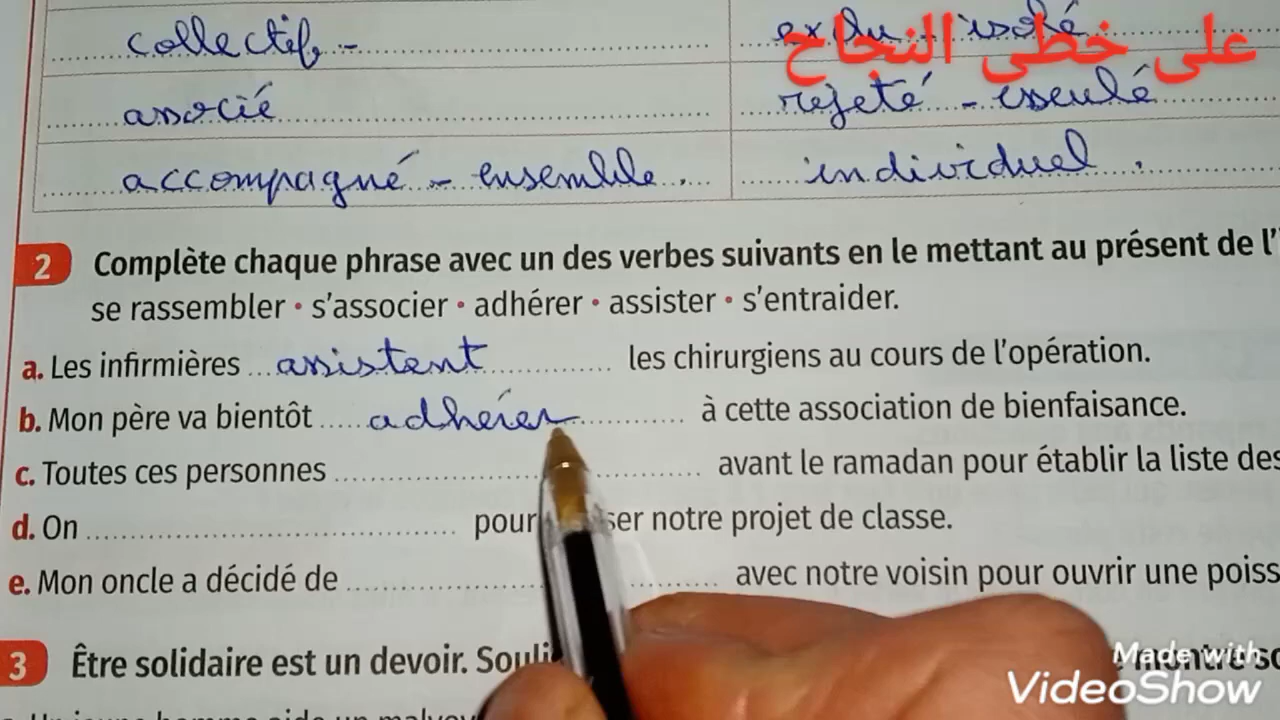 collectif - exclu - isolé
على خطى النجاح
associé rejeté - esseulé
accompagné - ensemble. individuel.
2 Complète chaque phrase avec un des verbes suivants en le mettant au présent de l'
se rassembler • s'associer • adhérer • assister • s'entraider.
a. Les infirmières assistent les chirurgiens au cours de l'opération.
b. Mon père va bientôt adhérer à cette association de bienfaisance.
c. Toutes ces personnes avant le ramadan pour établir la liste des
d. On pour ser notre projet de classe.
e. Mon oncle a décidé de avec notre voisin pour ouvrir une poiss
3 Être solidaire est un devoir. Souli montre so
Made with
VideoShow